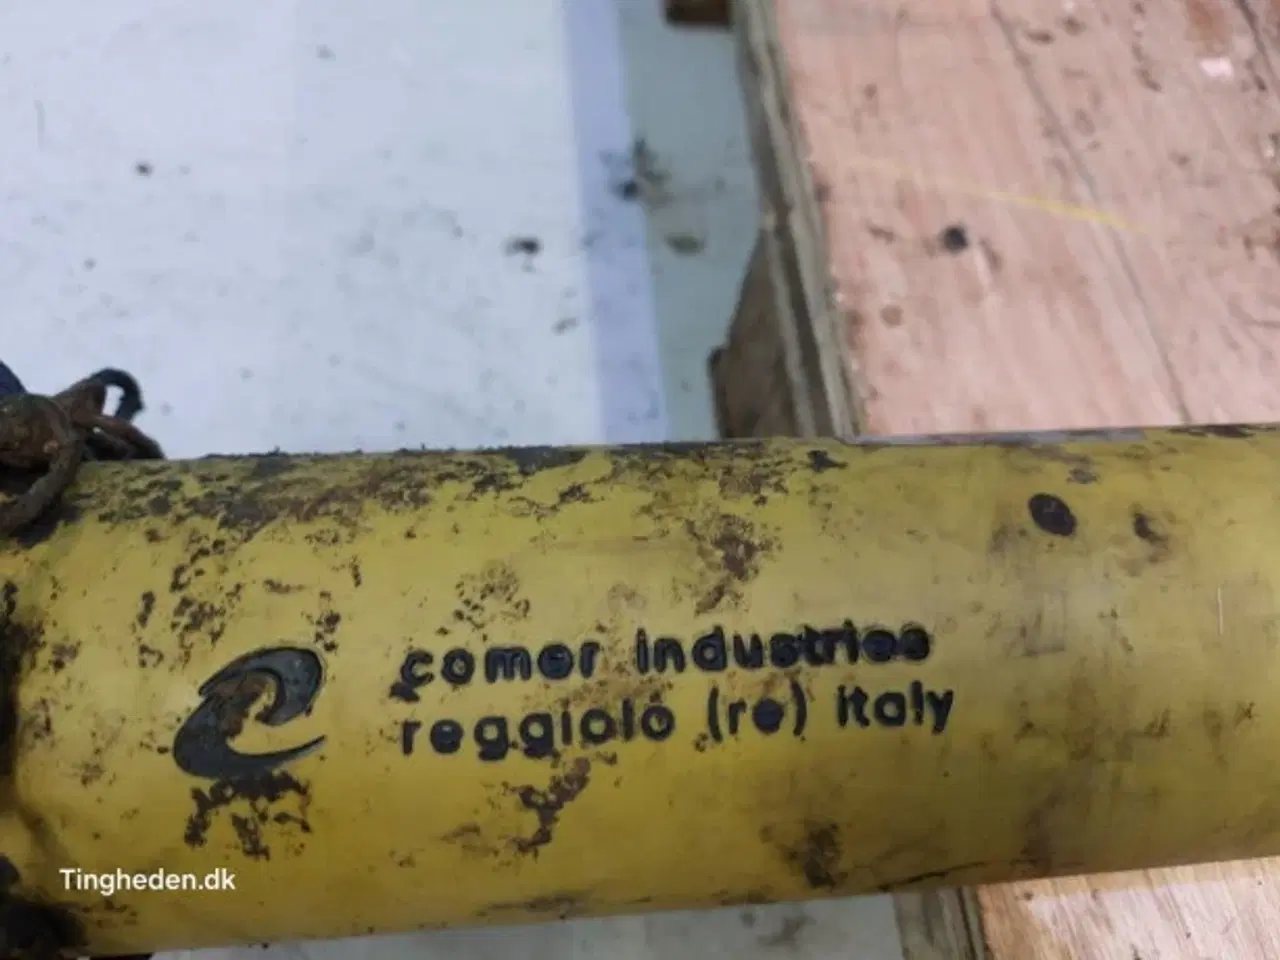 comer industries
reggiolo (re) italy
Tingheden.dk